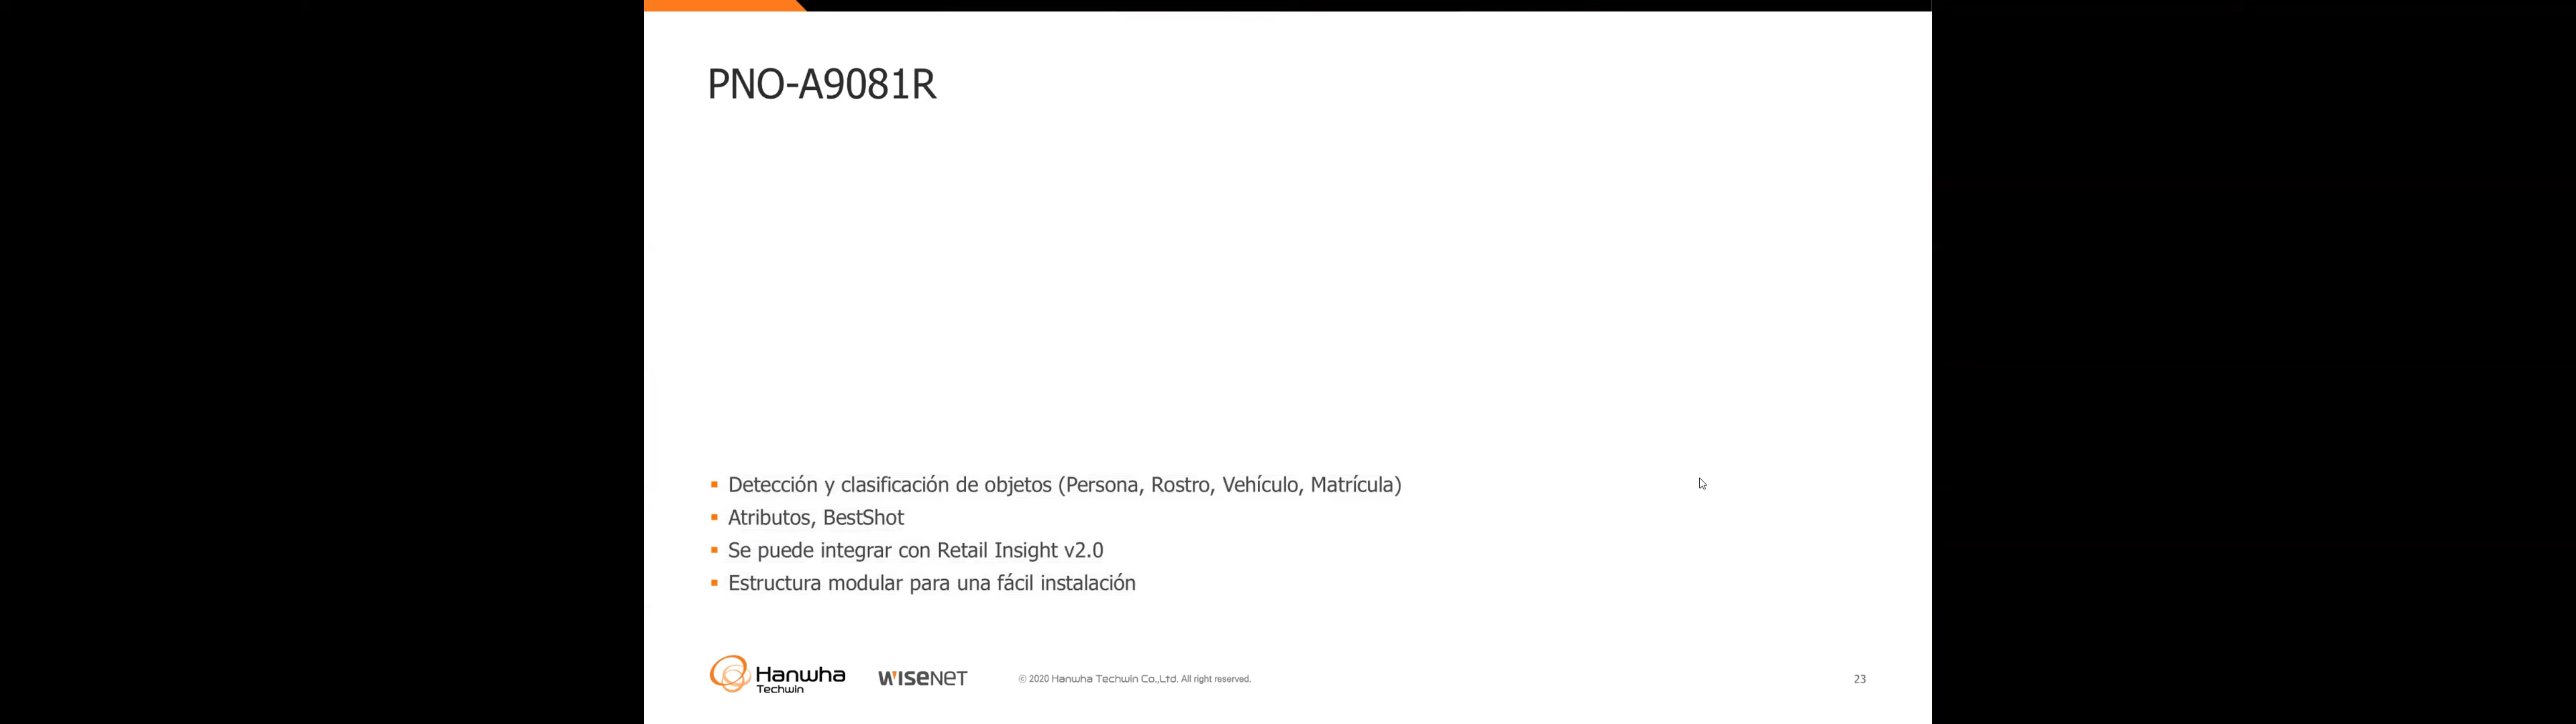 PNO-A9081R
Detección y clasificación de objetos (Persona, Rostro, Vehículo, Matrícula)
Atributos, BestShot
Se puede integrar con Retail Insight v2.0
Estructura modular para una fácil instalación
Hanwha
Techwin
WISENET
© 2020 Hanwha Techwin Co.,Ltd. All right reserved.
23